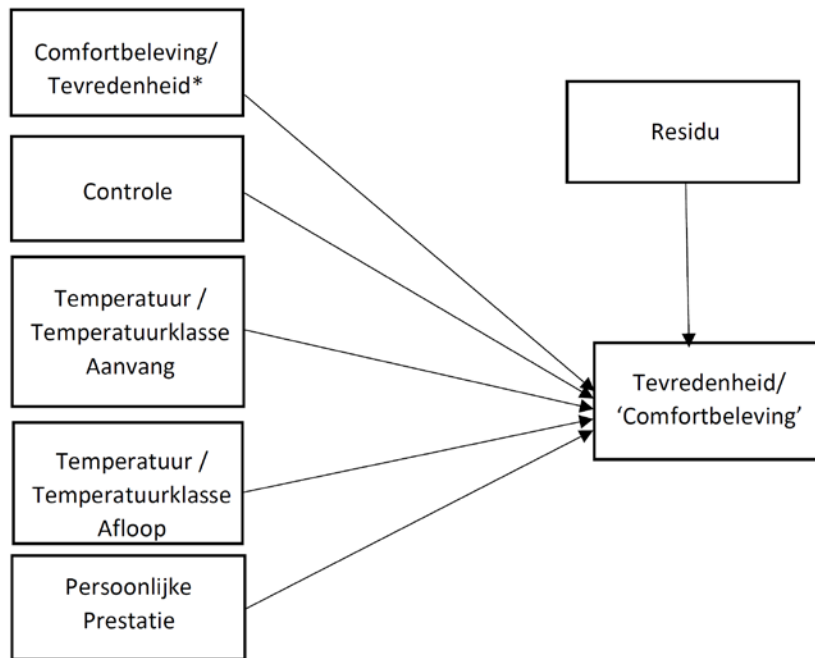 Comfortbeleving/
Tevredenheid*
Controle
Temperatuur /
Temperatuurklasse
Aanvang
Temperatuur /
Temperatuurklasse
Afloop
Persoonlijke
Prestatie
Residu
Tevredenheid/
‘Comfortbeleving’